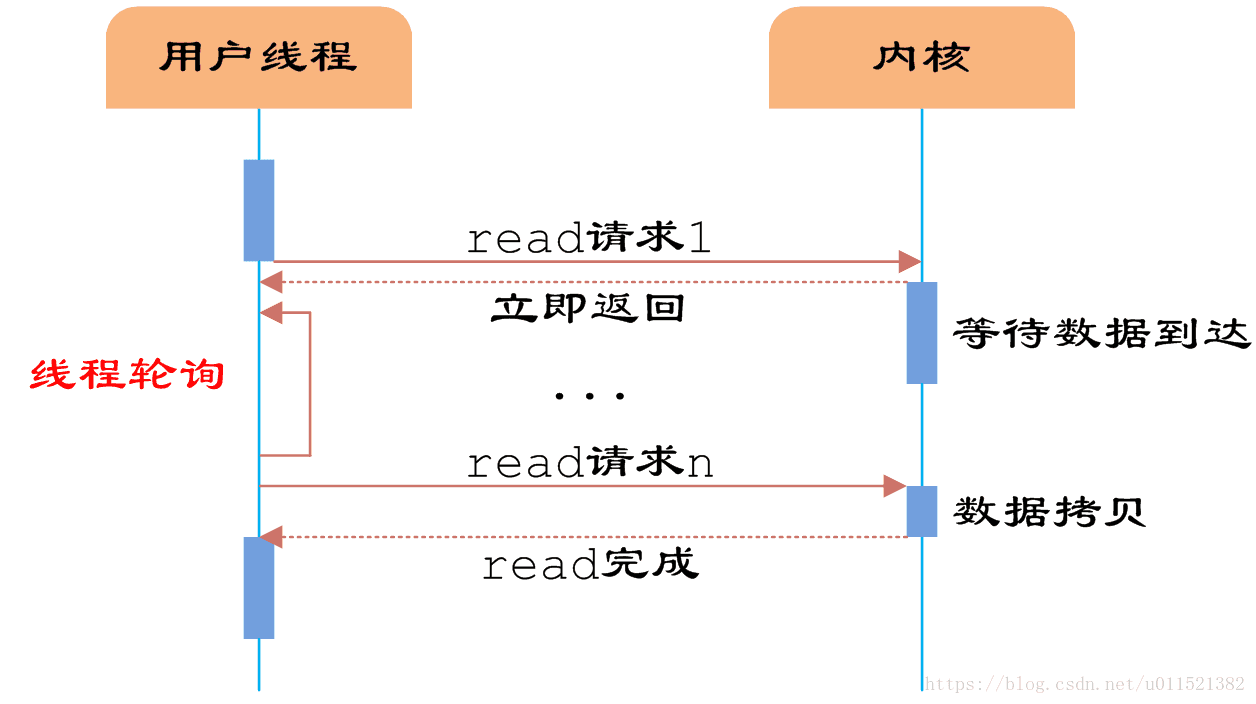 用户线程
内核
read请求1
立即返回
等待数据到达
线程轮询
...
read请求n
数据拷贝
read完成
https://blog.csdn.net/u011521382